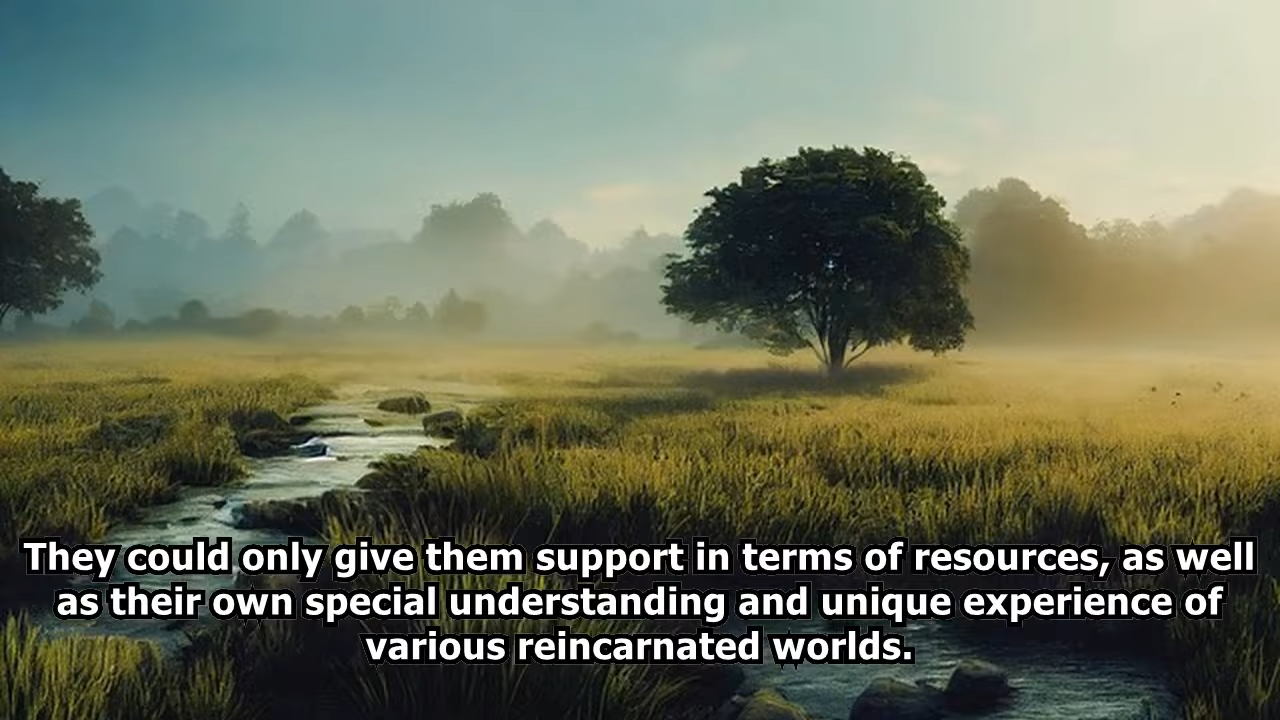 They could only give them support in terms of resources, as well
as their own special understanding and unique experience of
various reincarnated worlds.